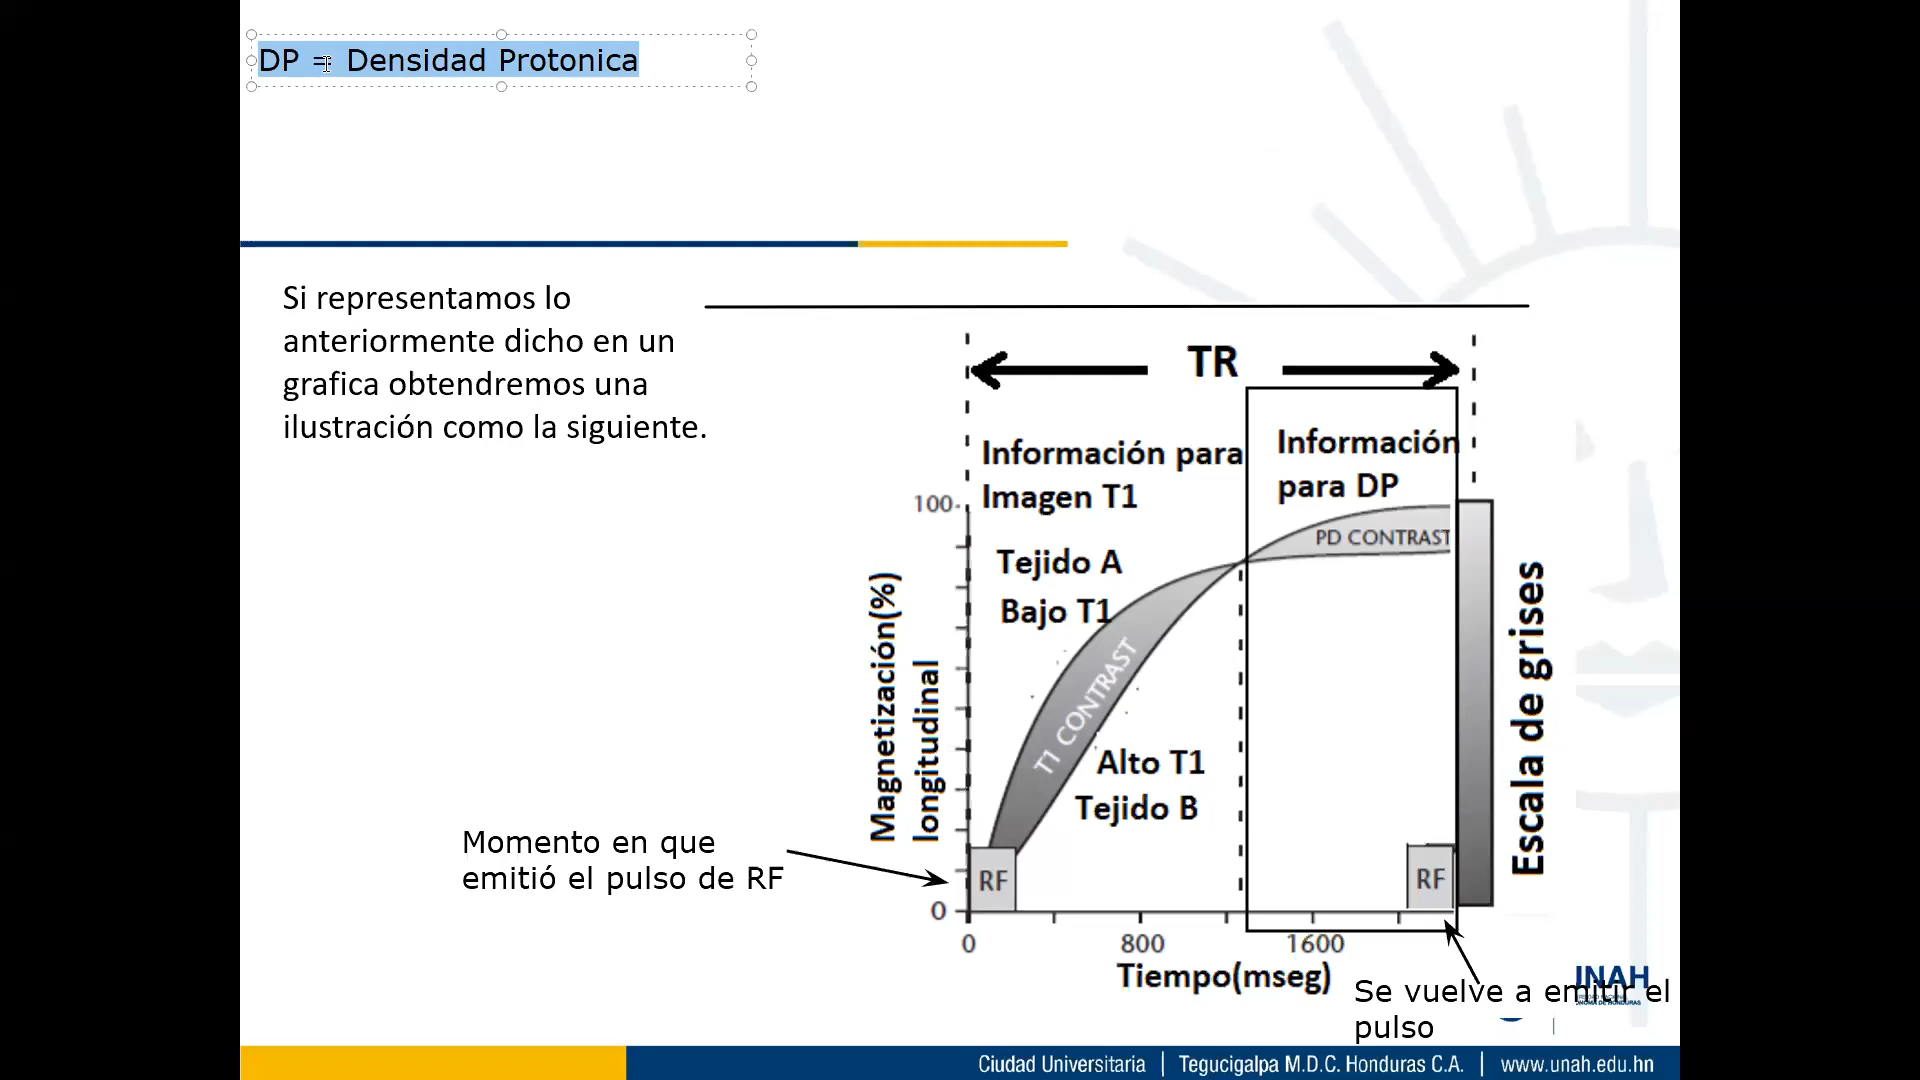 DP = Densidad Protonica
Si representamos lo
anteriormente dicho en un
grafica obtendremos una
ilustración como la siguiente.
TR
Información para
Imagen T1
Información
para DP
100
PD CONTRAST
Tejido A
Bajo T1
T1 CONTRAST
Alto T1
Tejido B
Magnetización(%)
longitudinal
Escala de grises
Momento en que
emitió el pulso de RF
RF
RF
0
0
800
1600
Tiempo(mseg)
Se vuelve a emitir el
pulso
Ciudad Universitaria | Tegucigalpa M.D.C. Honduras C.A. | www.unah.edu.hn